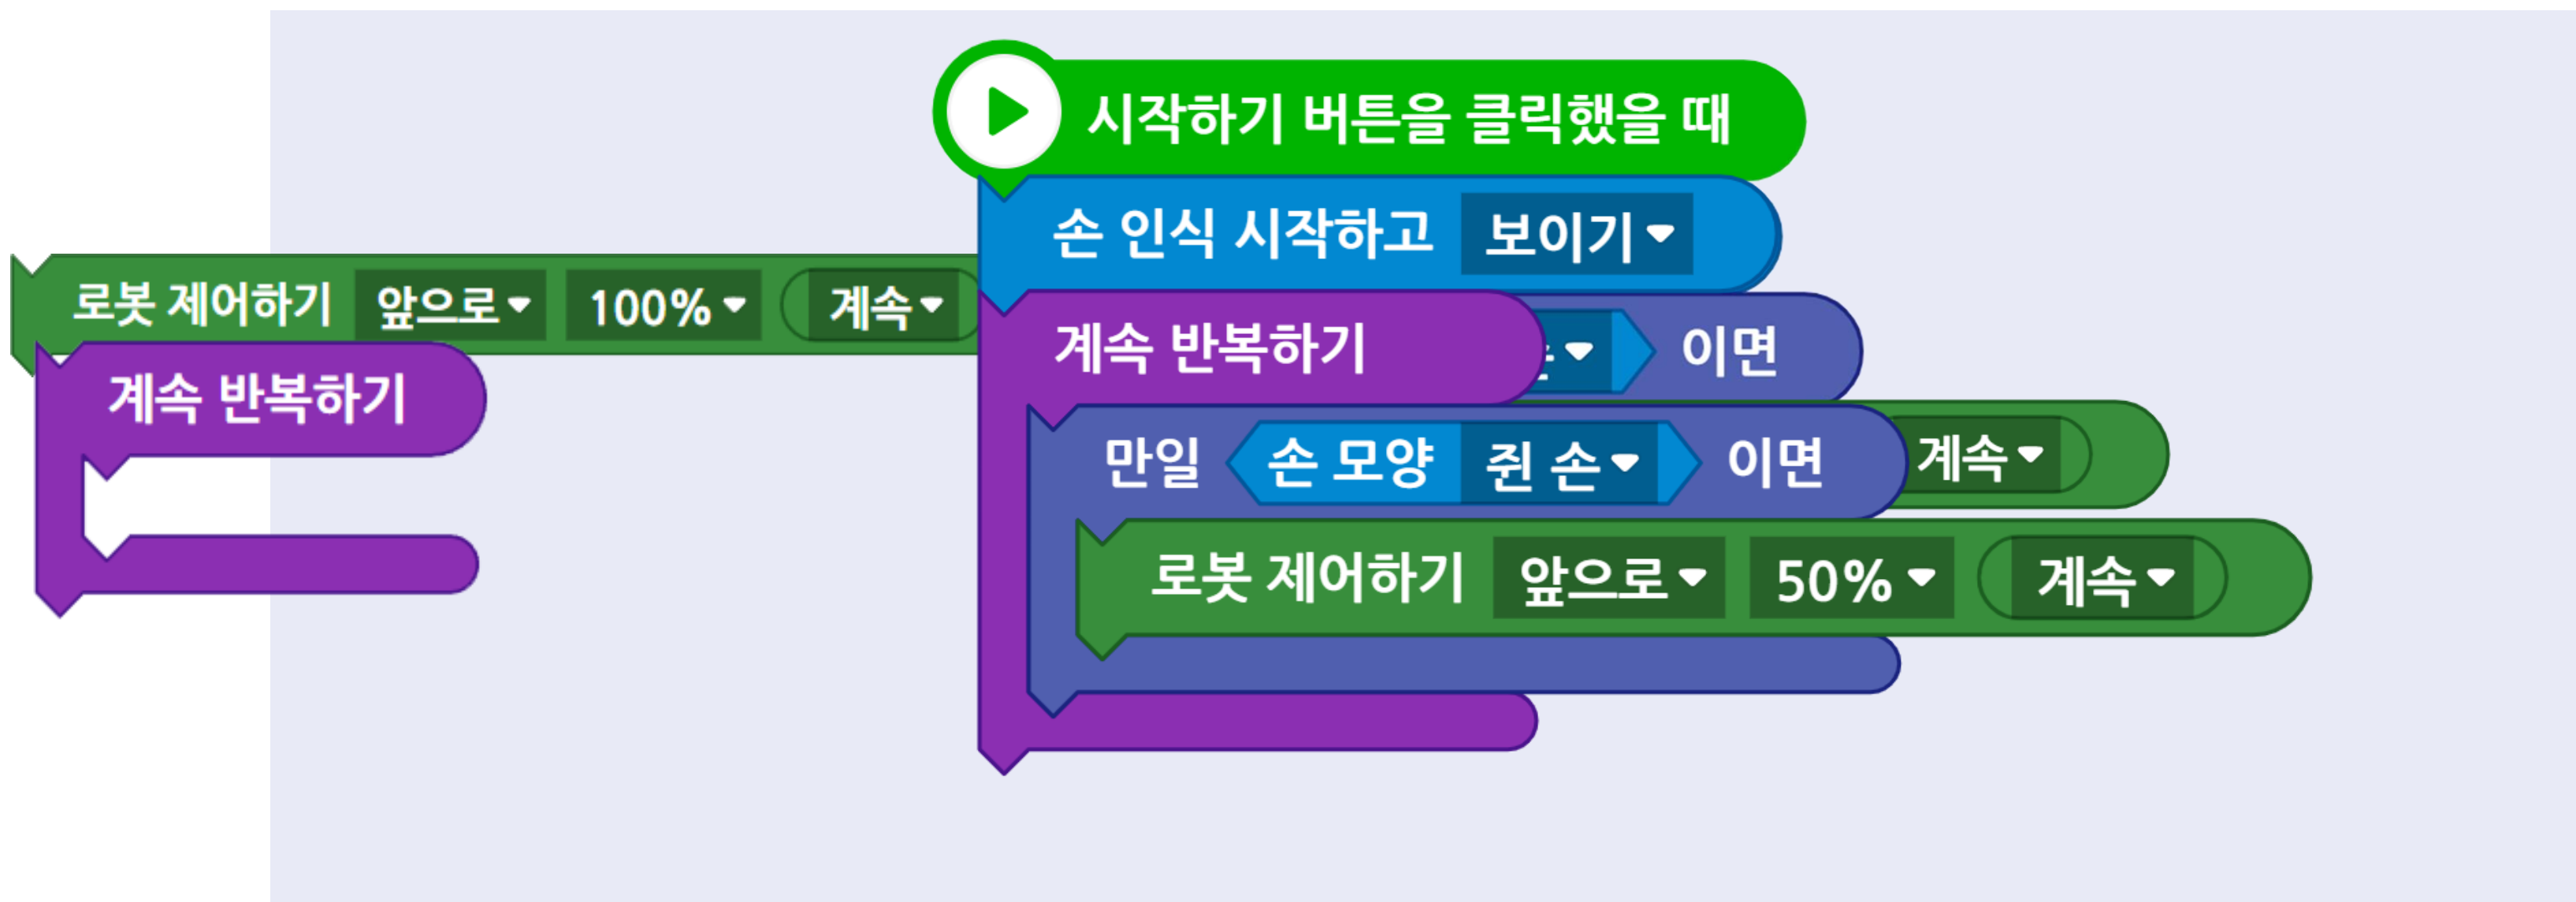 시작하기 버튼을 클릭했을 때
손 인식 시작하고 보이기
로봇 제어하기 앞으로 100% 계속
계속 반복하기
계속 반복하기
이면
만일 손 모양 쥔 손 이면
계속
로봇 제어하기 앞으로 50% 계속